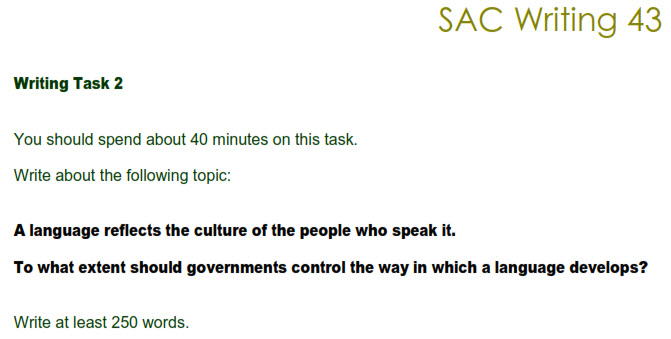 SAC Writing 43
Writing Task 2
You should spend about 40 minutes on this task.
Write about the following topic:
A language reflects the culture of the people who speak it.
To what extent should governments control the way in which a language develops?
Write at least 250 words.